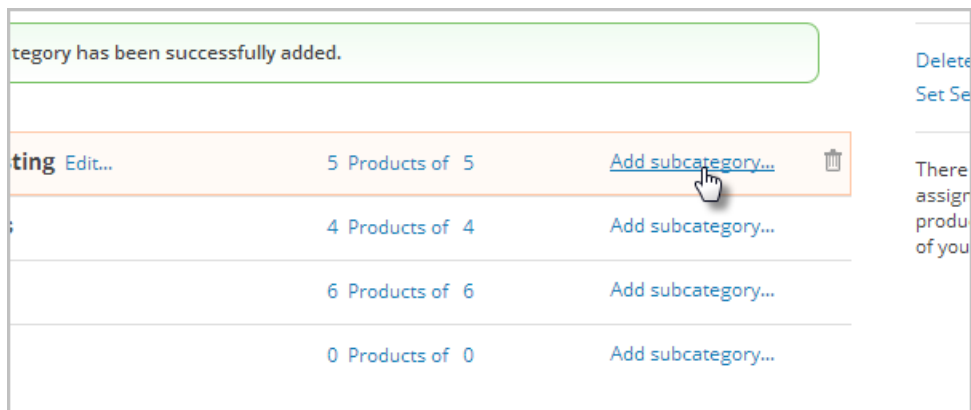 tegory has been successfully added.
ting Edit... 5 Products of 5 Add subcategory...
s 4 Products of 4 Add subcategory...
6 Products of 6 Add subcategory...
0 Products of 0 Add subcategory...
Delete
Set Se
There
assign
produ
of you